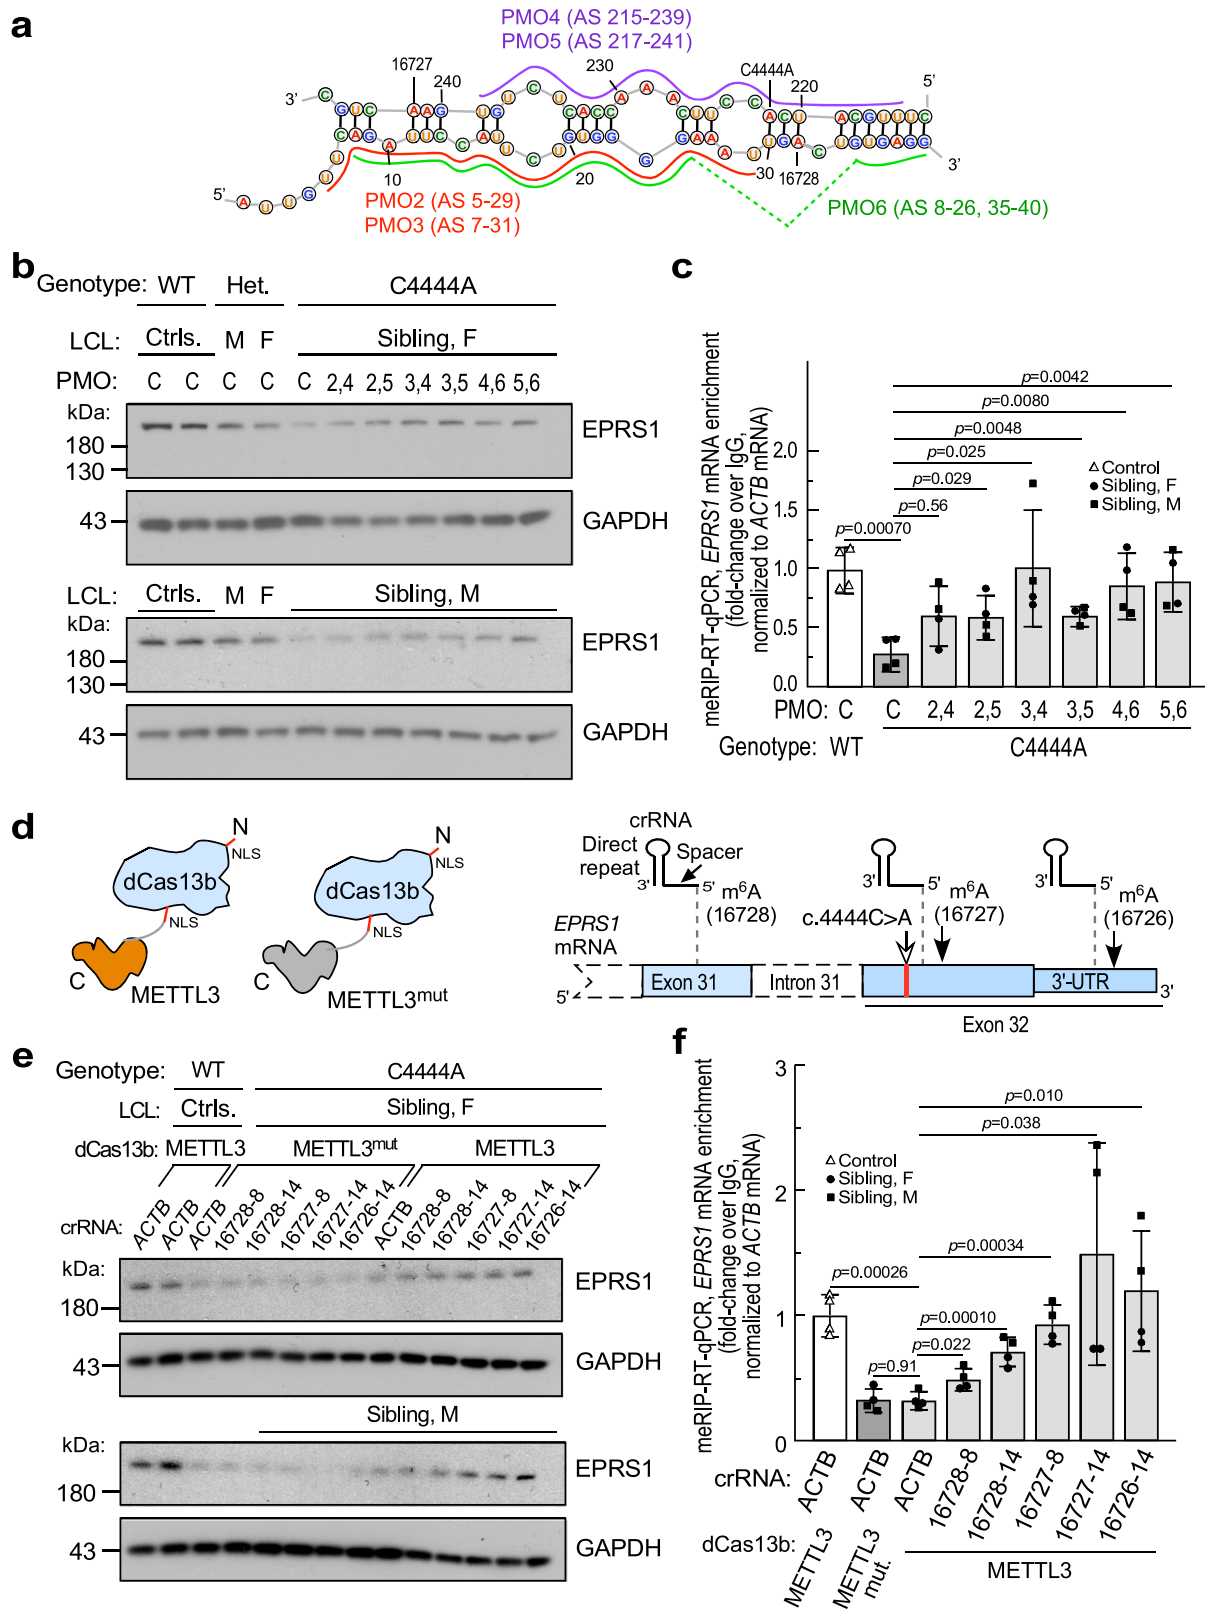 a
PMO4 (AS 215-239)
PMO5 (AS 217-241)
16727
240
230
C4444A
220
5'
3'
3'
5'
10
20
30
16728
PMO2 (AS 5-29)
PMO3 (AS 7-31)
PMO6 (AS 8-26, 35-40)
b
Genotype: WT Het. C4444A
LCL: Ctrls. M F Sibling, F
PMO: C C C C C 2,4 2,5 3,4 3,5 4,6 5,6
kDa:
180
130
EPRS1
43
GAPDH
LCL: Ctrls. M F Sibling, M
kDa:
180
130
EPRS1
43
GAPDH
c
meRIP-RT-qPCR, EPRS1 mRNA enrichment
(fold-change over IgG,
normalized to ACTB mRNA)
2.0
1.5
1.0
0.5
0.0
p=0.0042
p=0.0080
p=0.0048
p=0.025
p=0.029
p=0.56
p=0.00070
Control
Sibling, F
Sibling, M
PMO: C C 2,4 2,5 3,4 3,5 4,6 5,6
Genotype: WT C4444A
d
N
NLS
dCas13b
NLS
C
METTL3
N
NLS
dCas13b
NLS
C
METTL3mut
crRNA
Direct
repeat
Spacer
3' 5'
m6A
(16728)
3' 5'
c.4444C>A
m6A
(16727)
3' 5'
m6A
(16726)
EPRS1
mRNA
5'
Exon 31
Intron 31
3'-UTR
3'
Exon 32
e
Genotype: WT C4444A
LCL: Ctrls. Sibling, F
dCas13b: METTL3 METTL3mut METTL3
crRNA: ACTB ACTB ACTB 16728-8 16728-14 16727-8 16727-14 16726-14 ACTB 16728-8 16728-14 16727-8 16727-14 16726-14
kDa:
180
EPRS1
43
GAPDH
Sibling, M
kDa:
180
EPRS1
43
GAPDH
f
meRIP-RT-qPCR, EPRS1 mRNA enrichment
(fold-change over IgG,
normalized to ACTB mRNA)
3
2
1
0
p=0.010
p=0.038
p=0.00034
p=0.00026
p=0.00010
p=0.022
p=0.91
Control
Sibling, F
Sibling, M
crRNA: ACTB ACTB ACTB 16728-8 16728-14 16727-8 16727-14 16726-14
dCas13b: METTL3 METTL3 mut. METTL3